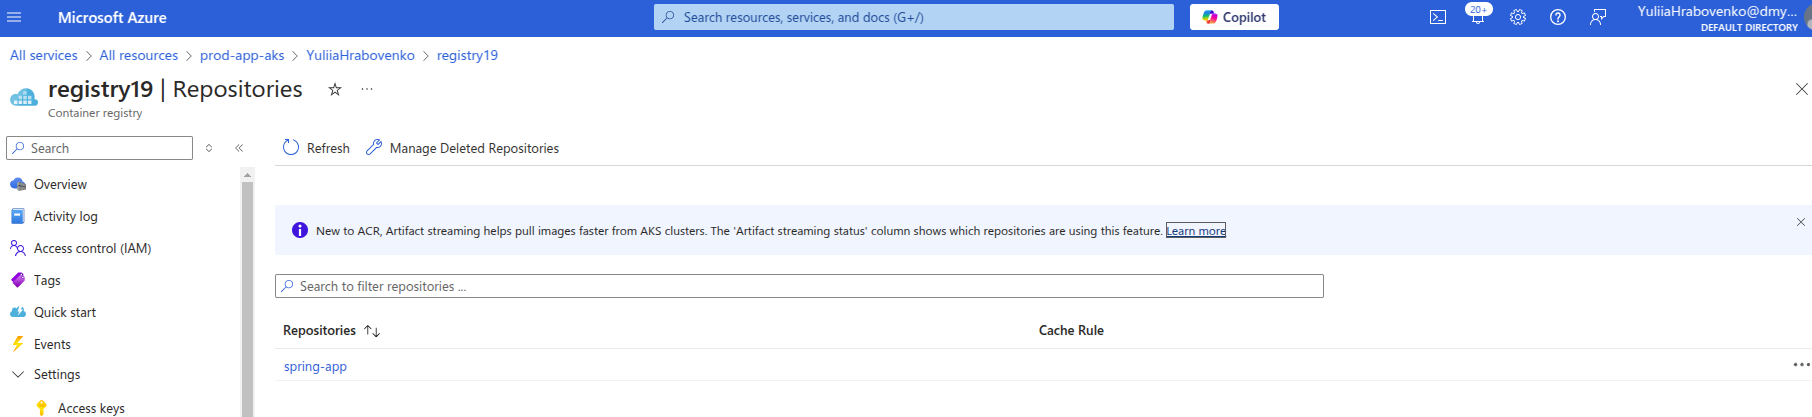 Microsoft Azure
Search resources, services, and docs (G+/)
Copilot
20+
YuliiaHrabovenko@dmy...
DEFAULT DIRECTORY
All services > All resources > prod-app-aks > YuliiaHrabovenko > registry19
registry19 | Repositories
Container registry
Search
Refresh
Manage Deleted Repositories
Overview
Activity log
Access control (IAM)
Tags
Quick start
Events
Settings
Access keys
New to ACR, Artifact streaming helps pull images faster from AKS clusters. The 'Artifact streaming status' column shows which repositories are using this feature. Learn more
Search to filter repositories ...
Repositories
Cache Rule
spring-app